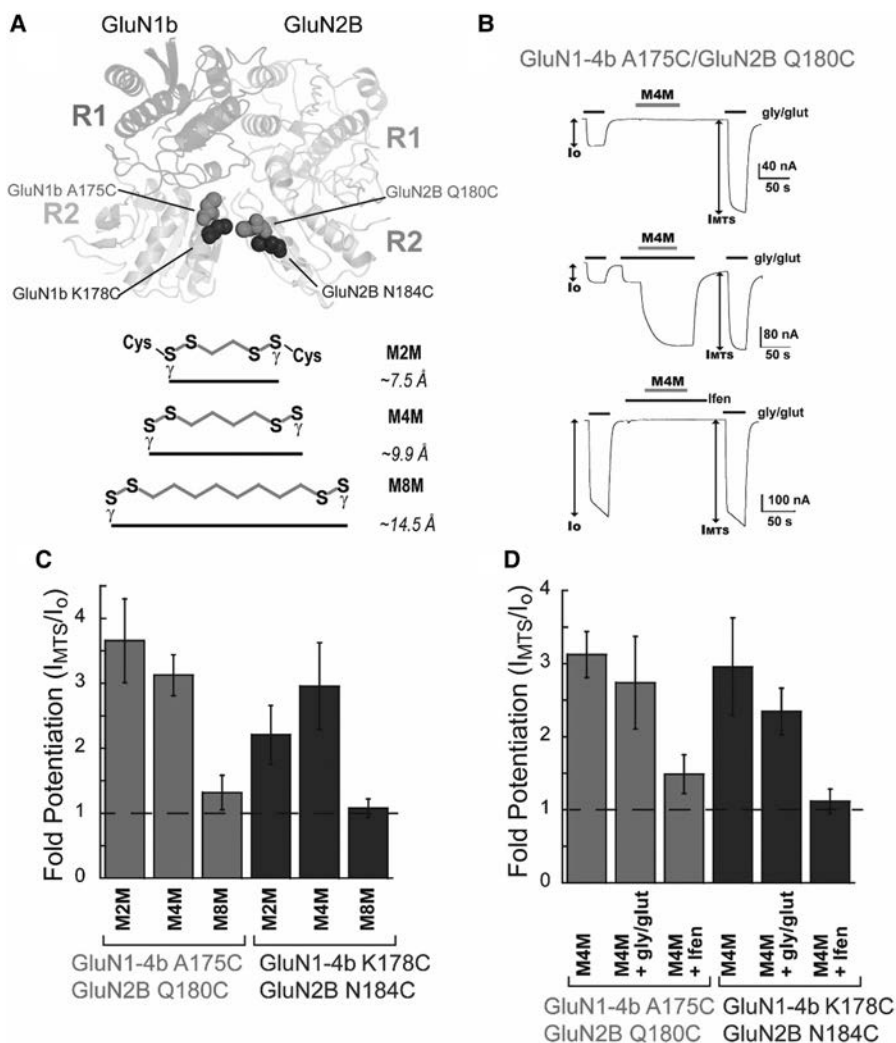 A
GluN1b
GluN2B
R1
R1
GluN1b A175C
GluN2B Q180C
R2
R2
GluN1b K178C
GluN2B N184C
Cys
S
S
S
S
Cys
γ
γ
M2M
~7.5 Å
S
S
S
S
γ
γ
M4M
~9.9 Å
S
S
S
S
γ
γ
M8M
~14.5 Å
B
GluN1-4b A175C/GluN2B Q180C
M4M
gly/glut
Io
IMTS
40 nA
50 s
M4M
gly/glut
Io
IMTS
80 nA
50 s
M4M
Ifen
gly/glut
Io
IMTS
100 nA
50 s
C
Fold Potentiation (IMTS/Io)
4
3
2
1
0
M2M
M4M
M8M
M2M
M4M
M8M
GluN1-4b A175C
GluN2B Q180C
GluN1-4b K178C
GluN2B N184C
D
Fold Potentiation (IMTS/Io)
4
3
2
1
0
M4M
M4M
+ gly/glut
M4M
+ Ifen
M4M
M4M
+ gly/glut
M4M
+ Ifen
GluN1-4b A175C
GluN2B Q180C
GluN1-4b K178C
GluN2B N184C